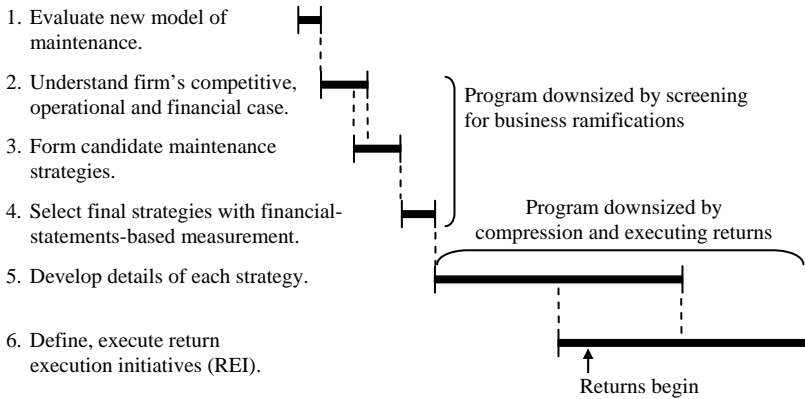 1. Evaluate new model of
maintenance.
2. Understand firm's competitive,
operational and financial case.
Program downsized by screening
for business ramifications
3. Form candidate maintenance
strategies.
4. Select final strategies with financial-
statements-based measurement.
Program downsized by
compression and executing returns
5. Develop details of each strategy.
6. Define, execute return
execution initiatives (REI).
Returns begin